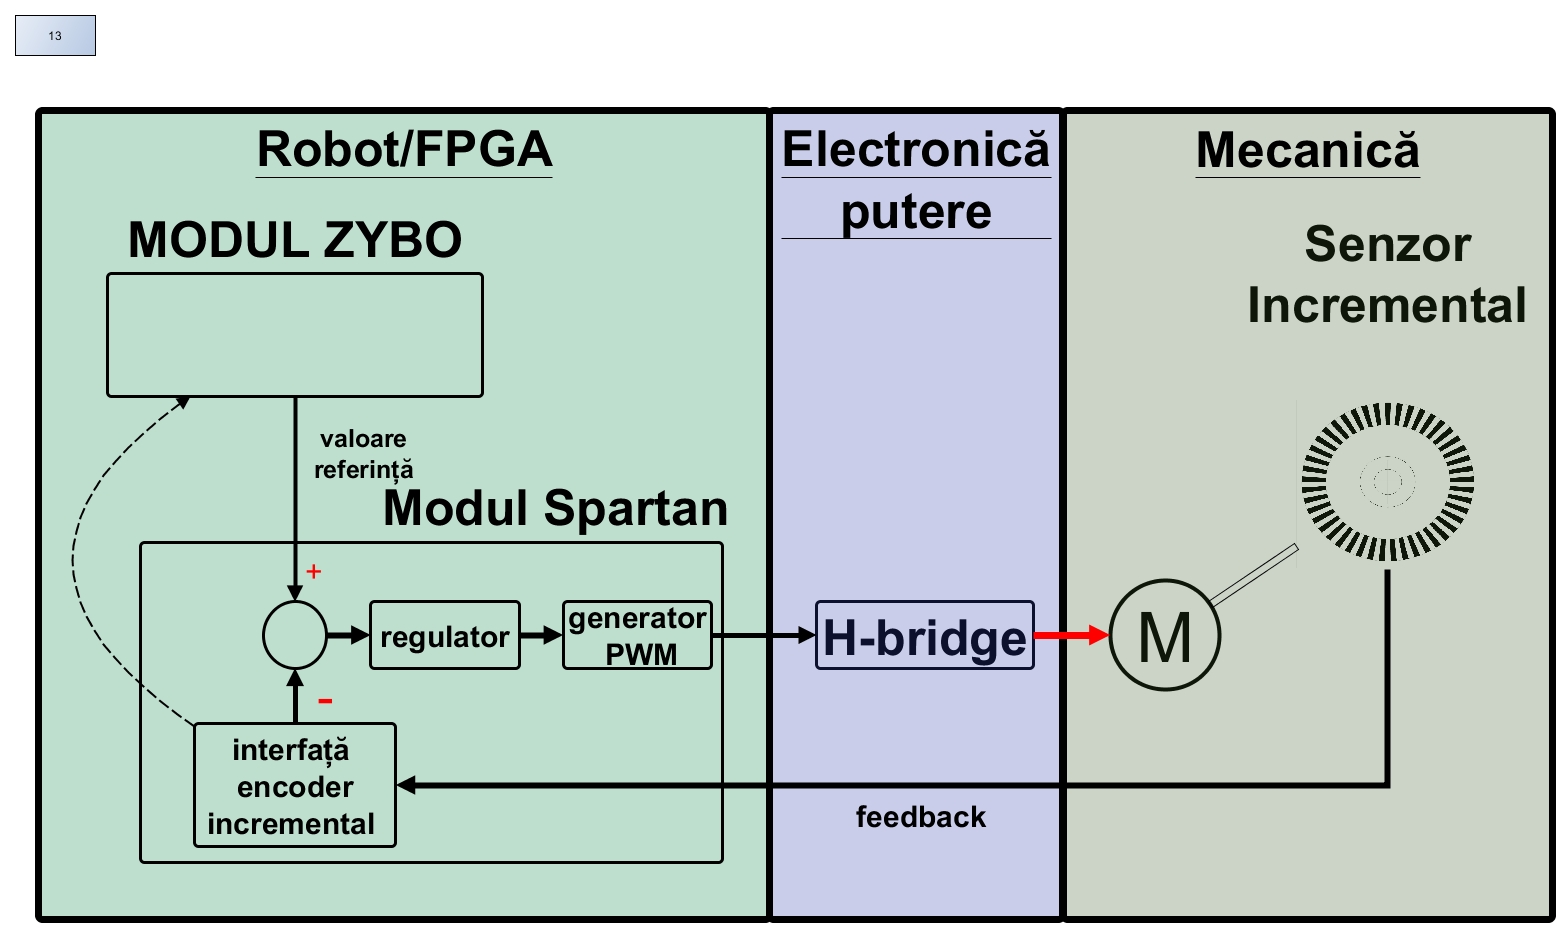 13
Robot/FPGA
Electronică
putere
Mecanică
MODUL ZYBO
Senzor
Incremental
valoare
referință
Modul Spartan
+
regulator
generator
PWM
H-bridge
M
-
interfață
encoder
incremental
feedback